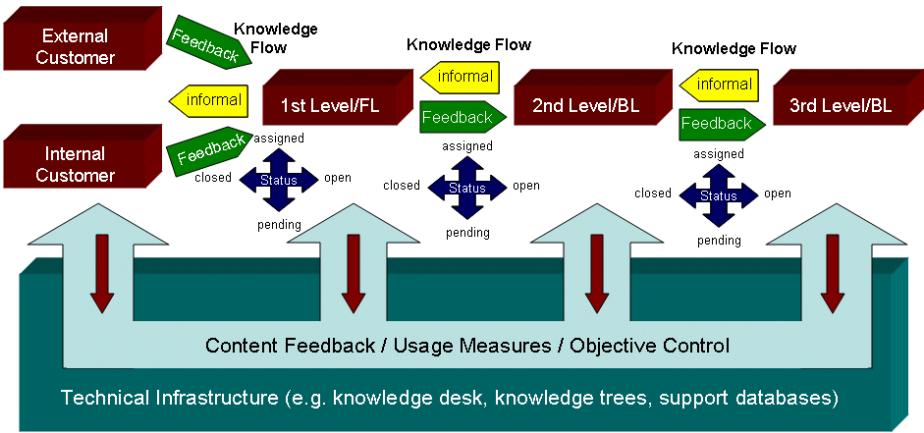 External
Customer
Feedback
Knowledge
Flow
informal
1st Level/FL
Internal
Customer
Feedback
assigned
closed
Status
open
pending
Knowledge Flow
informal
Feedback
2nd Level/BL
assigned
closed
Status
open
pending
Knowledge Flow
informal
Feedback
3rd Level/BL
assigned
closed
Status
open
pending
Content Feedback / Usage Measures / Objective Control
Technical Infrastructure (e.g. knowledge desk, knowledge trees, support databases)